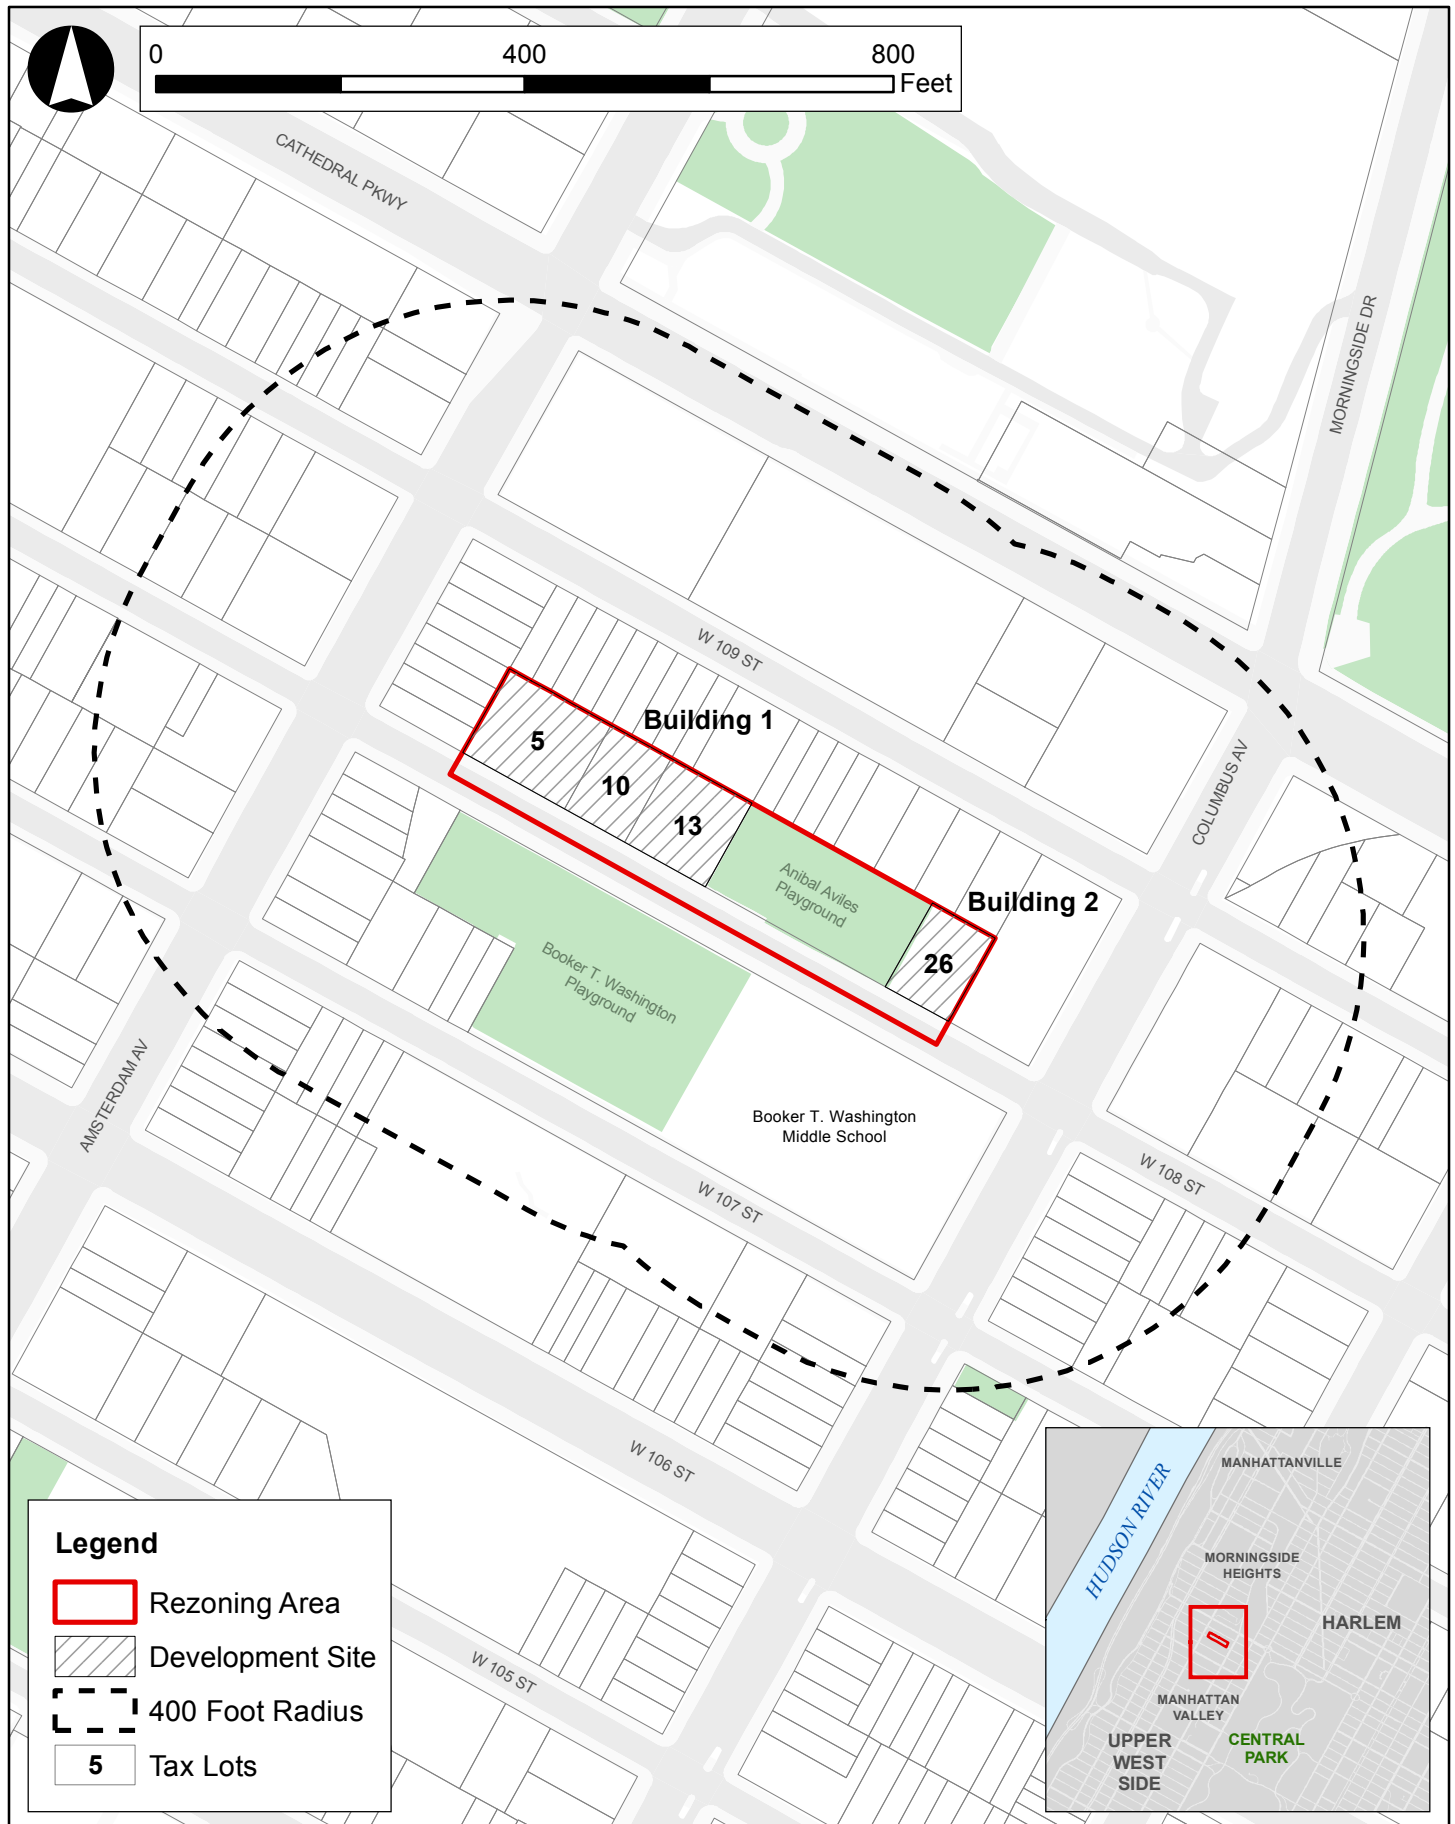 0 400 800
Feet
CATHEDRAL PKWY
MORNINGSIDE DR
W 109 ST
Building 1
5
10
13
COLUMBUS AV
Anibal Aviles
Playground
Building 2
26
Booker T. Washington
Playground
AMSTERDAM AV
Booker T. Washington
Middle School
W 108 ST
W 107 ST
W 106 ST
W 105 ST
Legend
Rezoning Area
Development Site
400 Foot Radius
5 Tax Lots
MANHATTANVILLE
HUDSON RIVER
MORNINGSIDE
HEIGHTS
HARLEM
MANHATTAN
VALLEY
UPPER
WEST
SIDE
CENTRAL
PARK